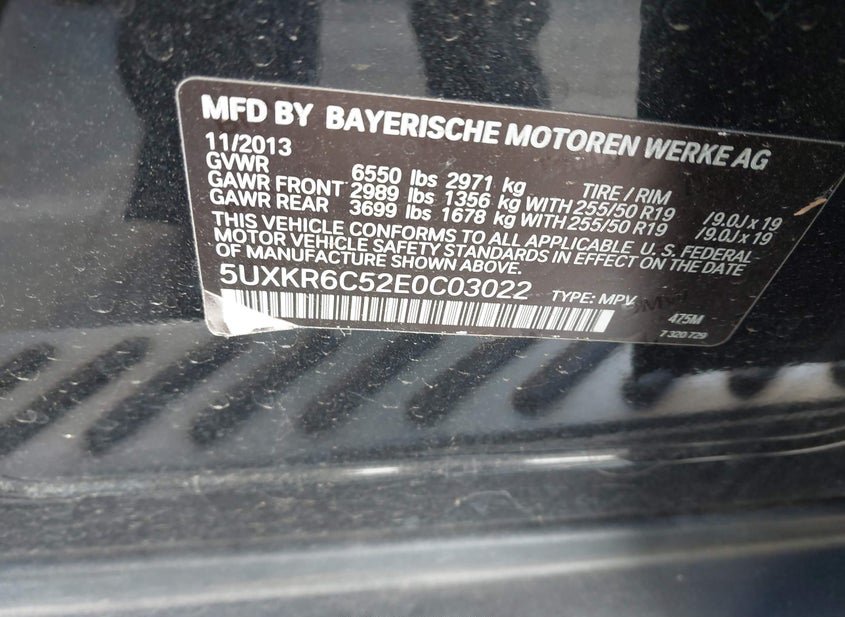 MFD BY BAYERISCHE MOTOREN WERKE AG
11/2013
GVWR 6550 lbs 2971 kg TIRE / RIM
GAWR FRONT 2989 lbs 1356 kg WITH 255/50 R19 /9.0J x 19
GAWR REAR 3699 lbs 1678 kg WITH 255/50 R19 /9.0J x 19
THIS VEHICLE CONFORMS TO ALL APPLICABLE U. S. FEDERAL
MOTOR VEHICLE SAFETY STANDARDS IN EFFECT ON THE DATE
OF MANUFACTURE SHOWN ABOVE.
5UXKR6C52E0C03022 TYPE: MPV
475M
7 320 729